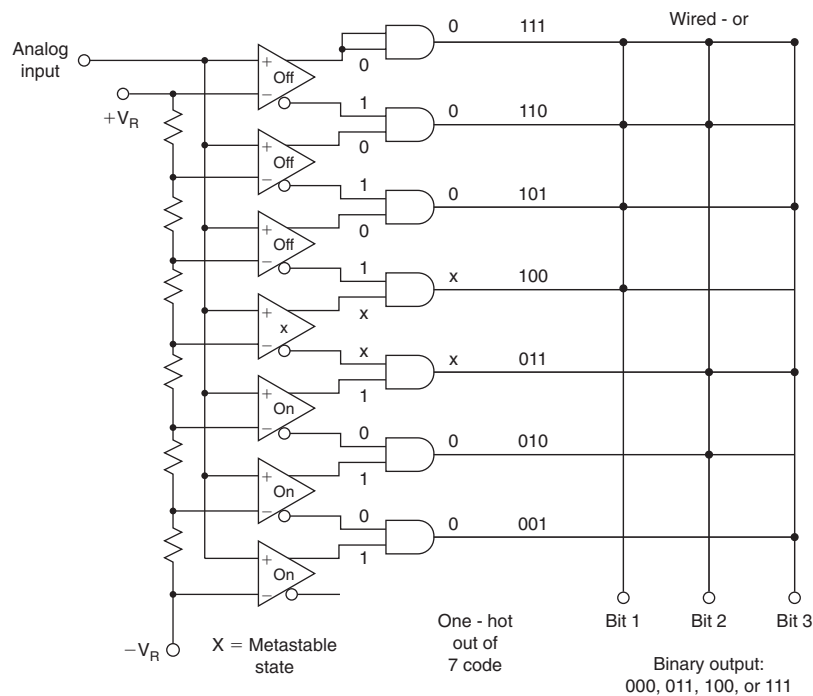 Analog
input
+V_R
−V_R
+
Off
−
0
1
+
Off
−
0
1
+
Off
−
0
1
+
x
−
x
x
+
On
−
1
0
+
On
−
1
0
+
On
−
1
0 111
0 110
0 101
x 100
x 011
0 010
0 001
Wired - or
X = Metastable
state
One - hot
out of
7 code
Bit 1 Bit 2 Bit 3
Binary output:
000, 011, 100, or 111